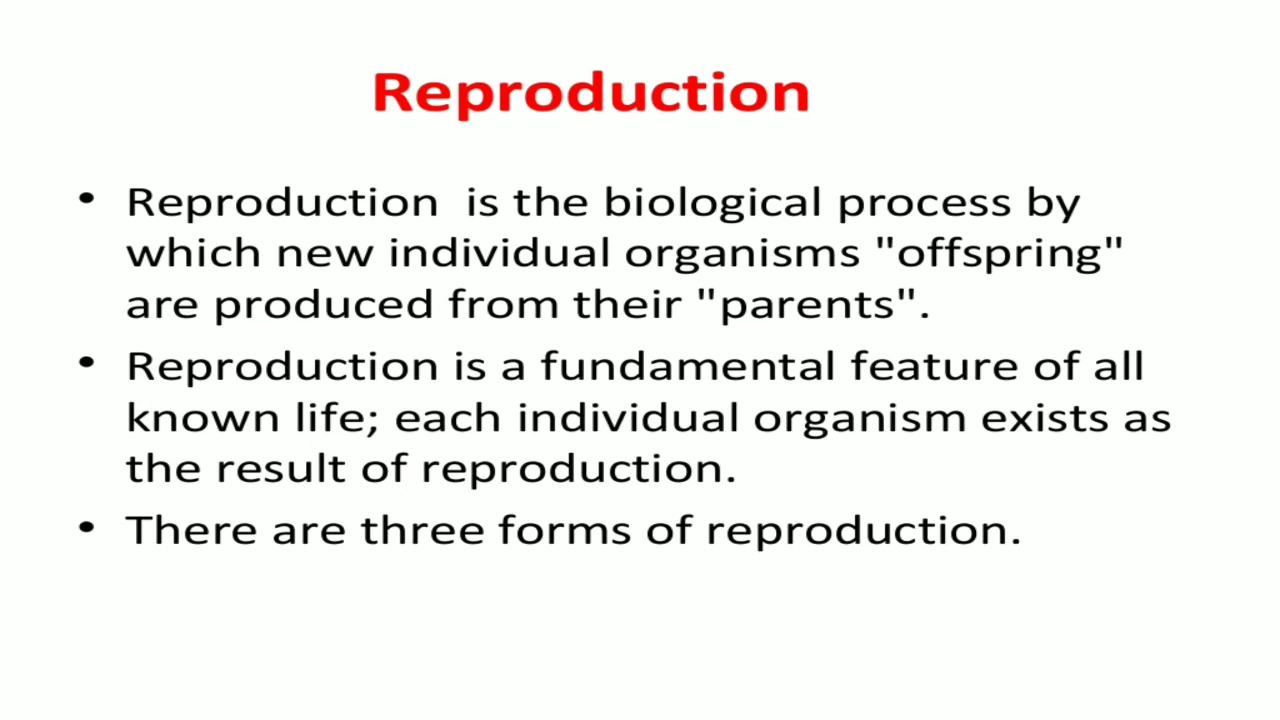 Reproduction
• Reproduction  is the biological process by
which new individual organisms "offspring"
are produced from their "parents".
• Reproduction is a fundamental feature of all
known life; each individual organism exists as
the result of reproduction.
• There are three forms of reproduction.